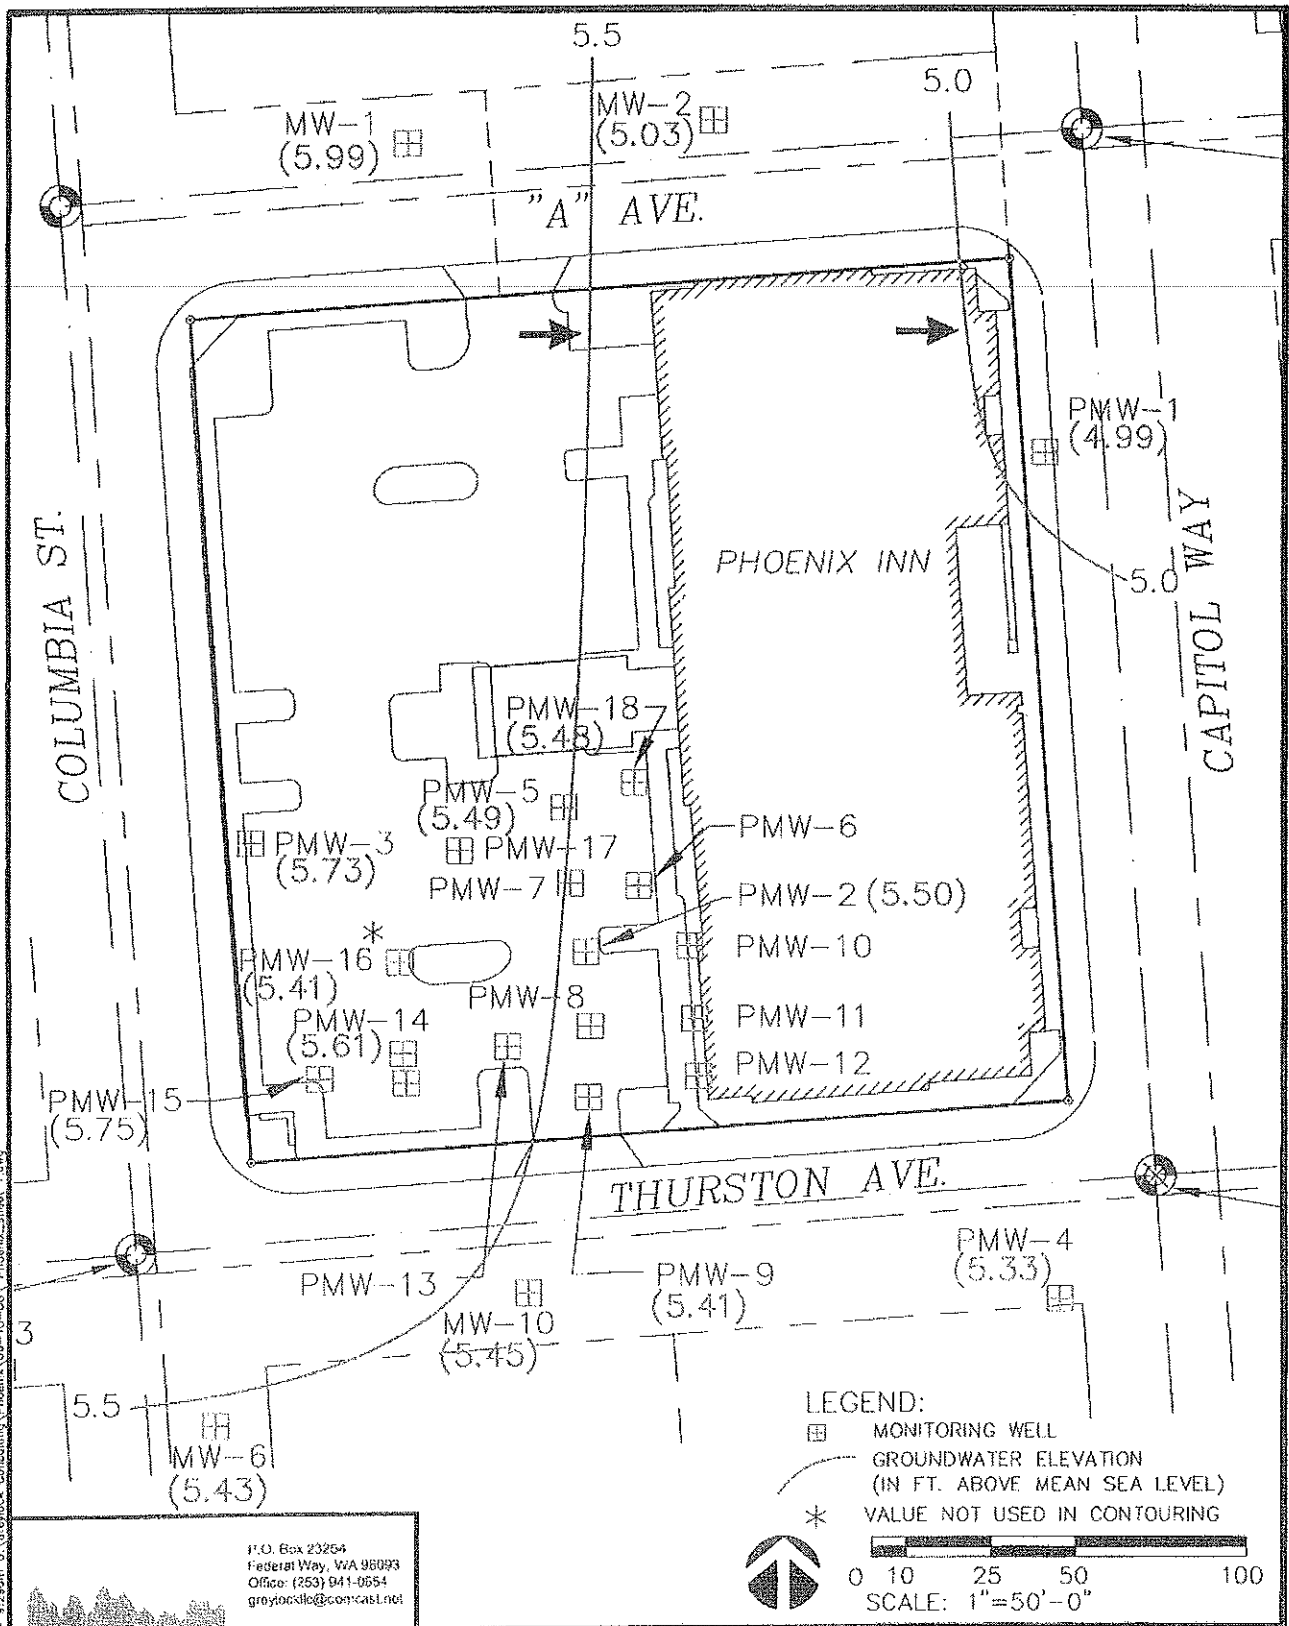 5.5
5.0
MW-1
(5.99)
MW-2
(5.03)
"A" AVE.
PMW-1
(4.99)
COLUMBIA ST.
PHOENIX INN
5.0
CAPITOL WAY
PMW-18
(5.48)
PMW-5
(5.49)
PMW-6
PMW-3
(5.73)
PMW-17
PMW-7
PMW-2 (5.50)
*
PMW-16
(5.41)
PMW-10
PMW-8
PMW-14
(5.61)
PMW-11
PMW-12
PMW-15
(5.75)
THURSTON AVE.
PMW-4
(5.33)
PMW-13
PMW-9
(5.41)
MW-10
(5.45)
3
5.5
MW-6
(5.43)
LEGEND:
MONITORING WELL
GROUNDWATER ELEVATION
(IN FT. ABOVE MEAN SEA LEVEL)
* VALUE NOT USED IN CONTOURING
0 10 25 50 100
SCALE: 1"=50'-0"
P.O. Box 23254
Federal Way, WA 98093
Office: (253) 941-0654
greylockllc@comcast.net